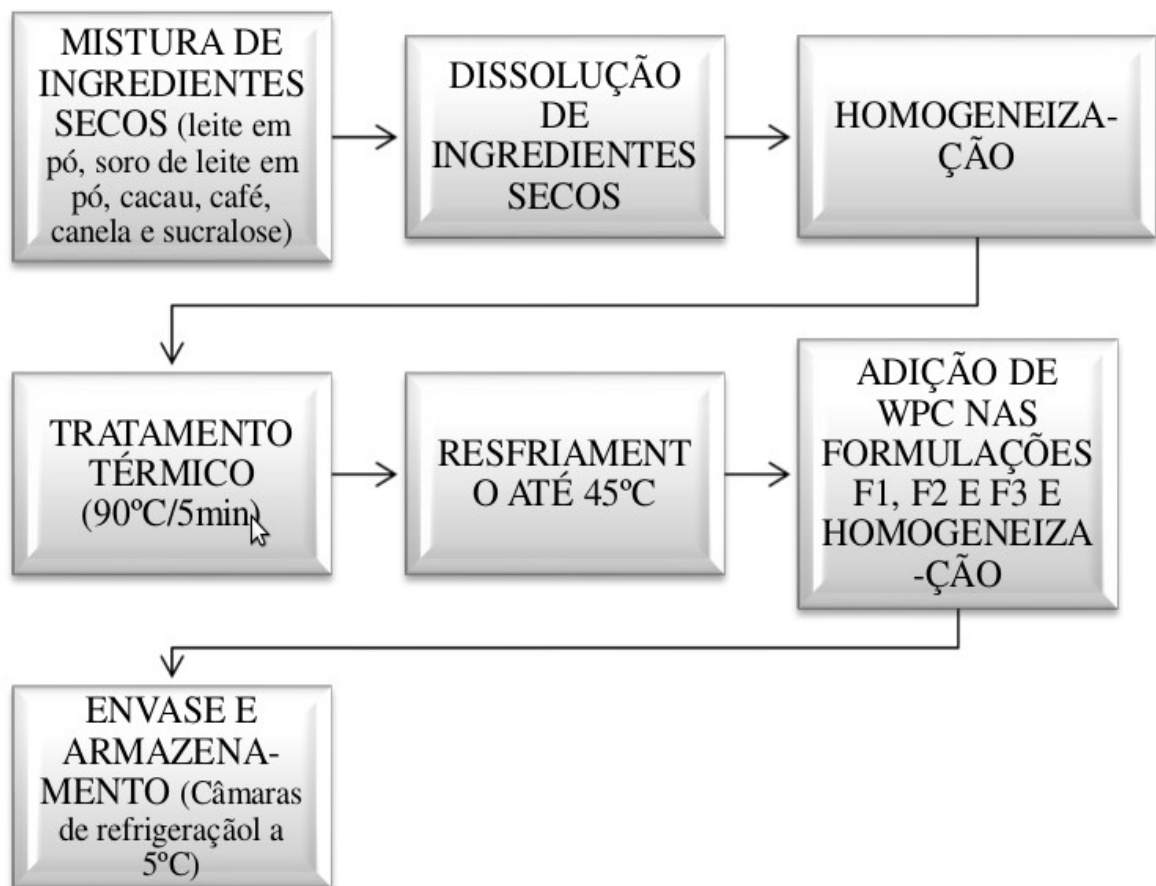 MISTURA DE
INGREDIENTES
SECOS (leite em
pó, soro de leite em
pó, cacau, café,
canela e sucralose)
DISSOLUÇÃO
DE
INGREDIENTES
SECOS
HOMOGENEIZA-
ÇÃO
TRATAMENTO
TÉRMICO
(90ºC/5min)
RESFRIAMENT
O ATÉ 45ºC
ADIÇÃO DE
WPC NAS
FORMULAÇÕES
F1, F2 E F3 E
HOMOGENEIZA
-ÇÃO
ENVASE E
ARMAZENA-
MENTO (Câmaras
de refrigeraçãol a
5ºC)